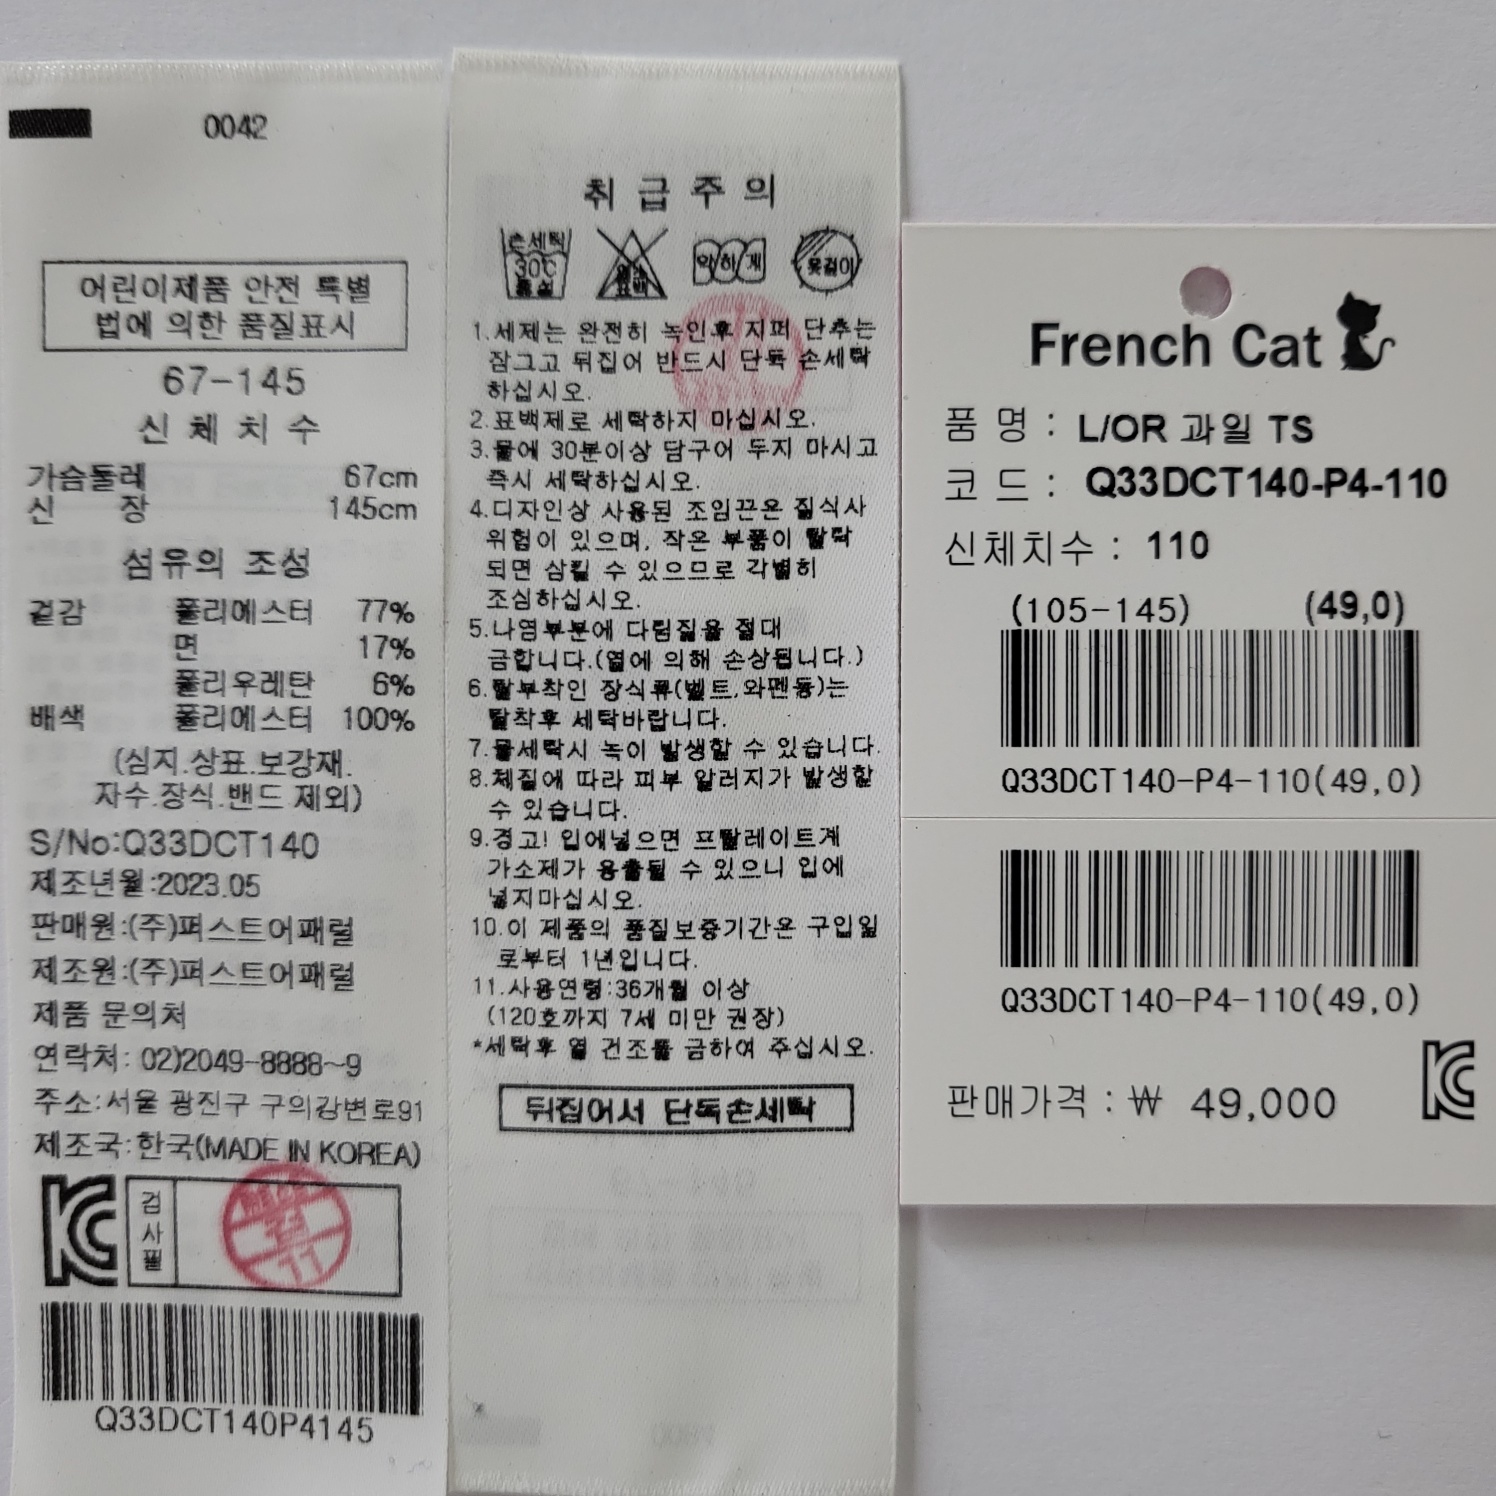 0042
어린이제품 안전 특별
법에 의한 품질표시
67-145
신 체 치 수
가슴둘레 67cm
신 장 145cm
섬유의 조성
겉감 폴리에스터 77%
면 17%
폴리우레탄 6%
배색 폴리에스터 100%
(심지.상표.보강재.
자수.장식.밴드 제외)
S/No:Q33DCT140
제조년월:2023.05
판매원:(주)퍼스트어패럴
제조원:(주)퍼스트어패럴
제품 문의처
연락처: 02)2049-8888~9
주소:서울 광진구 구의강변로91
제조국:한국(MADE IN KOREA)
검사필
11
Q33DCT140P4145
취 급 주 의
손세탁
30℃
중성
염소
표백
약하게
옷걸이
1.세제는 완전히 녹인후 지퍼 단추는
잠그고 뒤집어 반드시 단독 손세탁
하십시오.
2.표백제로 세탁하지 마십시오.
3.물에 30분이상 담구어 두지 마시고
즉시 세탁하십시오.
4.디자인상 사용된 조임끈은 질식사
위험이 있으며, 작은 부품이 탈락
되면 삼킬 수 있으므로 각별히
조심하십시오.
5.나염부분에 다림질을 절대
금합니다.(열에 의해 손상됩니다.)
6.탈부착인 장식류(벨트,와펜등)는
탈착후 세탁바랍니다.
7.물세탁시 녹이 발생할 수 있습니다.
8.체질에 따라 피부 알러지가 발생할
수 있습니다.
9.경고! 입에넣으면 프탈레이트계
가소제가 용출될 수 있으니 입에
넣지마십시오.
10.이 제품의 품질보증기간은 구입일
로부터 1년입니다.
11.사용연령:36개월 이상
(120호까지 7세 미만 권장)
*세탁후 열 건조를 금하여 주십시오.
뒤집어서 단독손세탁
French Cat
품 명 : L/OR 과일 TS
코 드 : Q33DCT140-P4-110
신체치수 : 110
(105-145) (49,0)
Q33DCT140-P4-110(49,0)
Q33DCT140-P4-110(49,0)
판매가격 : ₩ 49,000